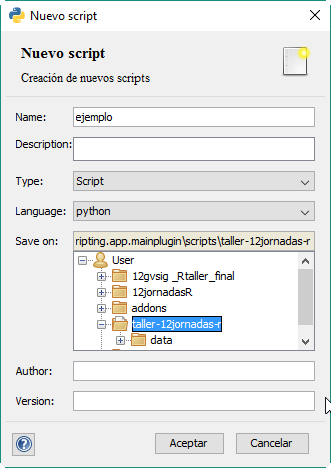 Nuevo script
Nuevo script
Creación de nuevos scripts
Name: ejemplo
Description:
Type: Script
Language: python
Save on: ripting.app.mainplugin\scripts\taller-12jornadas-r
User
12gvsig _Rtaller_final
12jornadasR
addons
taller-12jornadas-r
data
Author:
Version:
Aceptar Cancelar